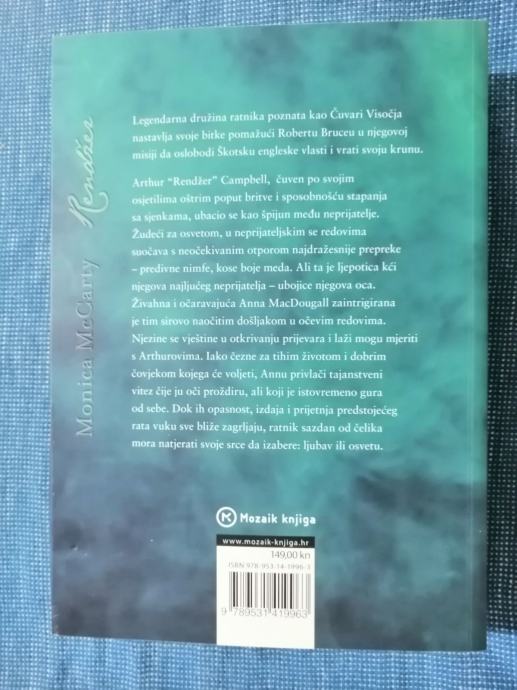 Monica McCarty Rendžer
Legendarna družina ratnika poznata kao Čuvari Visočja
nastavlja svoje bitke pomažući Robertu Bruceu u njegovoj
misiji da oslobodi Škotsku engleske vlasti i vrati svoju krunu.
Arthur “Rendžer” Campbell, čuven po svojim
osjetilima oštrim poput britve i sposobnošću stapanja
sa sjenkama, ubacio se kao špijun među neprijatelje.
Žudeći za osvetom, u neprijateljskim se redovima
suočava s neočekivanim otporom najdražesnije prepreke
– predivne nimfe, kose boje meda. Ali ta je ljepotica kći
njegova najljućeg neprijatelja – ubojice njegova oca.
Živahna i očaravajuća Anna MacDougall zaintrigirana
je tim sirovo naočitim došljakom u očevim redovima.
Njezine se vještine u otkrivanju prijevara i laži mogu mjeriti
s Arthurovima. Iako čezne za tihim životom i dobrim
čovjekom kojega će voljeti, Annu privlači tajanstveni
vitez čije ju oči proždiru, ali koji je istovremeno gura
od sebe. Dok ih opasnost, izdaja i prijetnja predstojećeg
rata vuku sve bliže zagrljaju, ratnik sazdan od čelika
mora natjerati svoje srce da izabere: ljubav ili osvetu.
Mozaik knjiga
www.mozaik-knjiga.hr
149,00 kn
ISBN 978-953-14-1996-3
9 789531 419963